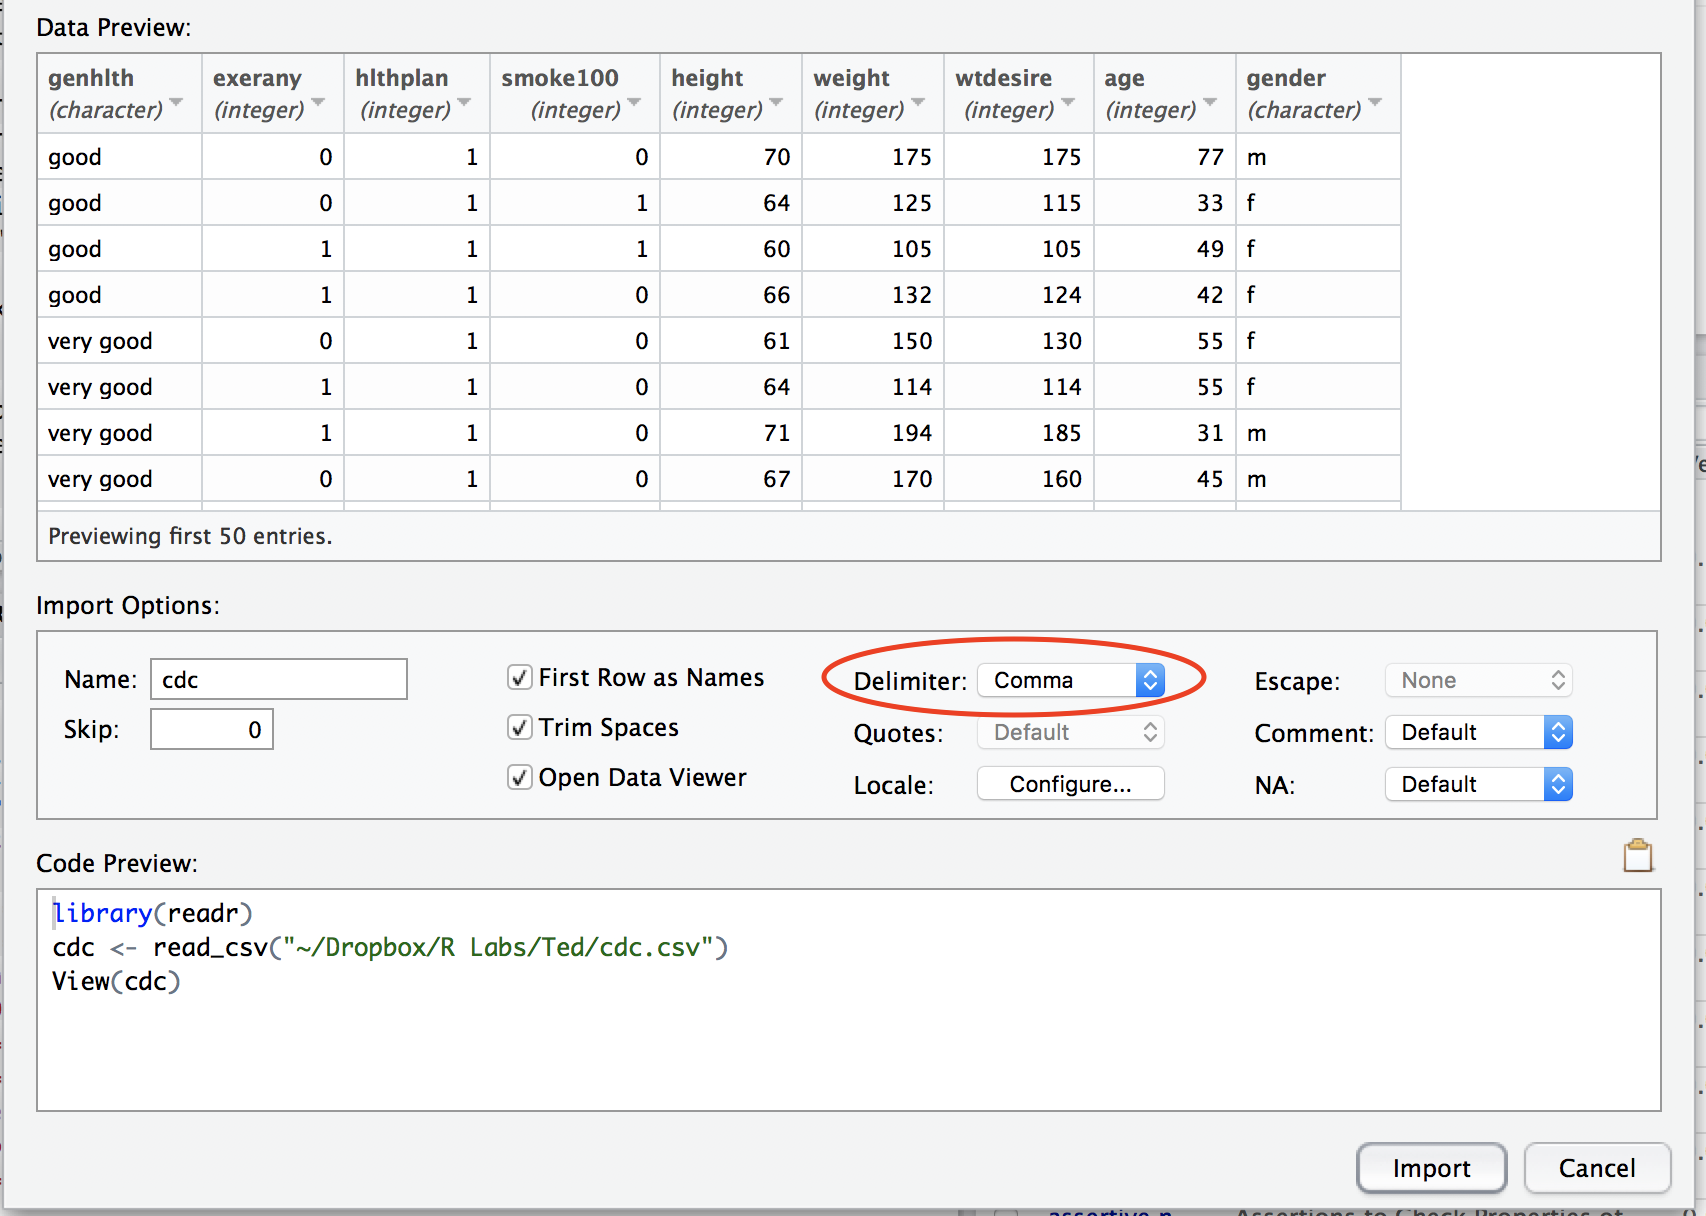 Data Preview:
genhlth exerany hlthplan smoke100 height weight wtdesire age gender
(character) (integer) (integer) (integer) (integer) (integer) (integer) (integer) (character)
good 0 1 0 70 175 175 77 m
good 0 1 1 64 125 115 33 f
good 1 1 1 60 105 105 49 f
good 1 1 0 66 132 124 42 f
very good 0 1 0 61 150 130 55 f
very good 1 1 0 64 114 114 55 f
very good 1 1 0 71 194 185 31 m
very good 0 1 0 67 170 160 45 m
Previewing first 50 entries.
Import Options:
Name: cdc First Row as Names Delimiter: Comma Escape: None
Skip: 0 Trim Spaces Quotes: Default Comment: Default
Open Data Viewer Locale: Configure... NA: Default
Code Preview:
library(readr)
cdc <- read_csv("~/Dropbox/R Labs/Ted/cdc.csv")
View(cdc)
Import Cancel
Assertions to Check Properties of